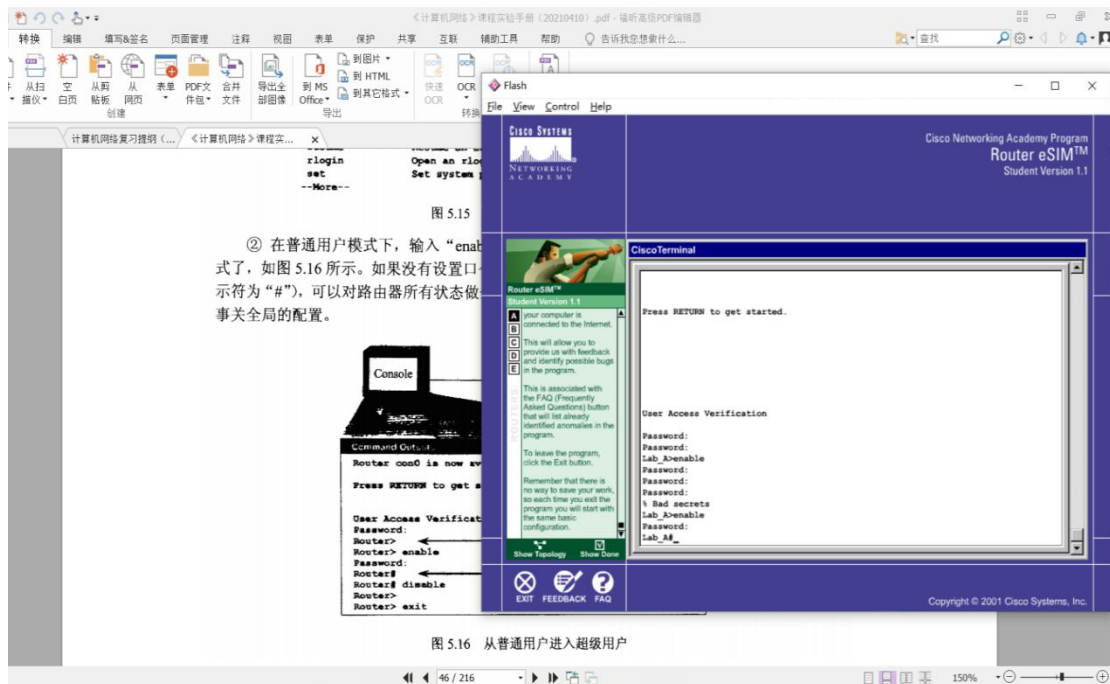 《计算机网络》课程实验手册（20210410）.pdf - 福昕高级PDF编辑器
转换 编辑 填写&签名 页面管理 注释 视图 表单 保护 共享 互联 辅助工具 帮助 告诉我您想做什么... 查找
从扫描仪 空白页 从剪贴板 从网页 表单 PDF文件包 合并文件 导出全部图像 到 MS Office 到图片 到 HTML 到其它格式 快速OCR OCR
创建 导出 转换
计算机网络复习提纲（... 《计算机网络》课程实... x
rlogin Open an rlo
set Set system p
--More--
图 5.15
② 在普通用户模式下，输入“enab
式了，如图 5.16 所示。如果没有设置口
示符为“#”），可以对路由器所有状态做
事关全局的配置。
Console
Command Output
Router con0 is now av
Press RETURN to get s
User Access Verificat
Password:
Router>
Router> enable
Password:
Router#
Router# disable
Router>
Router> exit
图 5.16 从普通用户进入超级用户
46 / 216
150%
Flash
File View Control Help
CISCO SYSTEMS
NETWORKING
ACADEMY
Cisco Networking Academy Program
Router eSIM™
Student Version 1.1
Router eSIM™
Student Version 1.1
A
B
C
D
E
ROUTERS
your computer is
connected to the Internet.
This will allow you to
provide us with feedback
and identify possible bugs
in the program.
This is associated with
the FAQ (Frequently
Asked Questions) button
that will list already
identified anomalies in the
program.
To leave the program,
click the Exit button.
Remember that there is
no way to save your work,
so each time you exit the
program you will start with
the same basic
configuration.
Show Topology Show Done
CiscoTerminal
Press RETURN to get started.
User Access Verification
Password:
Password:
Lab_A>enable
Password:
Password:
Password:
% Bad secrets
Lab_A>enable
Password:
Lab_A#_
EXIT FEEDBACK FAQ
Copyright © 2001 Cisco Systems, Inc.